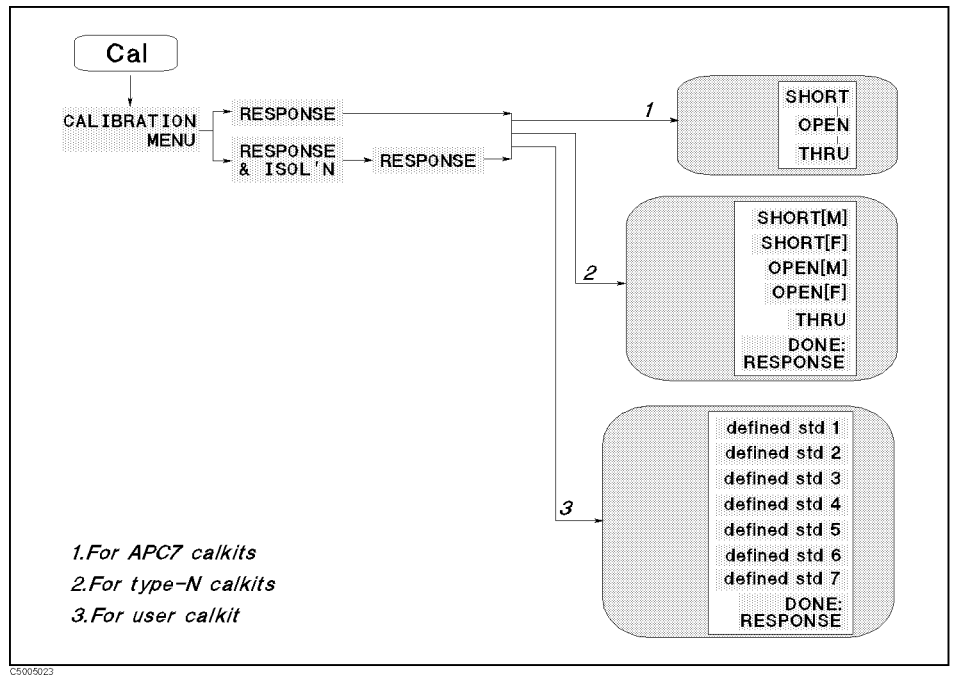 Cal
CALIBRATION
MENU
RESPONSE
RESPONSE
& ISOL'N
RESPONSE
1
SHORT
OPEN
THRU
2
SHORT[M]
SHORT[F]
OPEN[M]
OPEN[F]
THRU
DONE:
RESPONSE
3
defined std 1
defined std 2
defined std 3
defined std 4
defined std 5
defined std 6
defined std 7
DONE:
RESPONSE
1.For APC7 calkits
2.For type-N calkits
3.For user calkit
C5005023